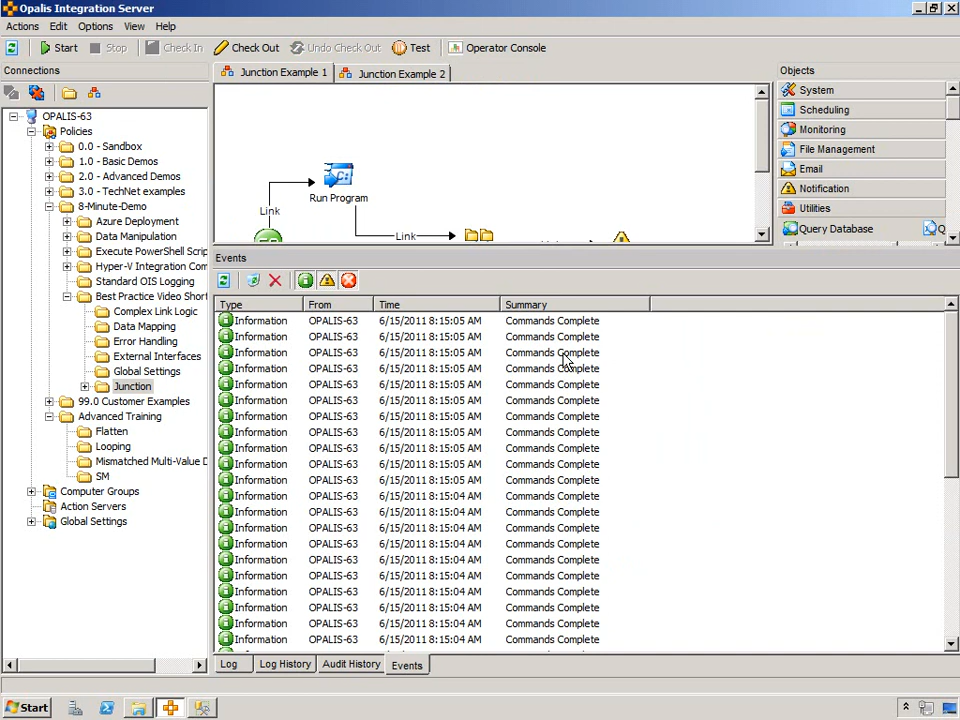 Opalis Integration Server
Actions Edit Options View Help
Start Stop Check In Check Out Undo Check Out Test Operator Console
Connections
OPALIS-63
Policies
0.0 - Sandbox
1.0 - Basic Demos
2.0 - Advanced Demos
3.0 - TechNet examples
8-Minute-Demo
Azure Deployment
Data Manipulation
Execute PowerShell Scrip
Hyper-V Integration Com
Standard OIS Logging
Best Practice Video Short
Complex Link Logic
Data Mapping
Error Handling
External Interfaces
Global Settings
Junction
99.0 Customer Examples
Advanced Training
Flatten
Looping
Mismatched Multi-Value D
SM
Computer Groups
Action Servers
Global Settings
Junction Example 1 Junction Example 2
Run Program
Link
Link
Objects
System
Scheduling
Monitoring
File Management
Email
Notification
Utilities
Query Database Q
Events
Type From Time Summary
Information OPALIS-63 6/15/2011 8:15:05 AM Commands Complete
Information OPALIS-63 6/15/2011 8:15:05 AM Commands Complete
Information OPALIS-63 6/15/2011 8:15:05 AM Commands Complete
Information OPALIS-63 6/15/2011 8:15:05 AM Commands Complete
Information OPALIS-63 6/15/2011 8:15:05 AM Commands Complete
Information OPALIS-63 6/15/2011 8:15:05 AM Commands Complete
Information OPALIS-63 6/15/2011 8:15:05 AM Commands Complete
Information OPALIS-63 6/15/2011 8:15:05 AM Commands Complete
Information OPALIS-63 6/15/2011 8:15:05 AM Commands Complete
Information OPALIS-63 6/15/2011 8:15:05 AM Commands Complete
Information OPALIS-63 6/15/2011 8:15:05 AM Commands Complete
Information OPALIS-63 6/15/2011 8:15:04 AM Commands Complete
Information OPALIS-63 6/15/2011 8:15:04 AM Commands Complete
Information OPALIS-63 6/15/2011 8:15:04 AM Commands Complete
Information OPALIS-63 6/15/2011 8:15:04 AM Commands Complete
Information OPALIS-63 6/15/2011 8:15:04 AM Commands Complete
Information OPALIS-63 6/15/2011 8:15:04 AM Commands Complete
Information OPALIS-63 6/15/2011 8:15:04 AM Commands Complete
Information OPALIS-63 6/15/2011 8:15:04 AM Commands Complete
Information OPALIS-63 6/15/2011 8:15:04 AM Commands Complete
Information OPALIS-63 6/15/2011 8:15:04 AM Commands Complete
Log Log History Audit History Events
Start